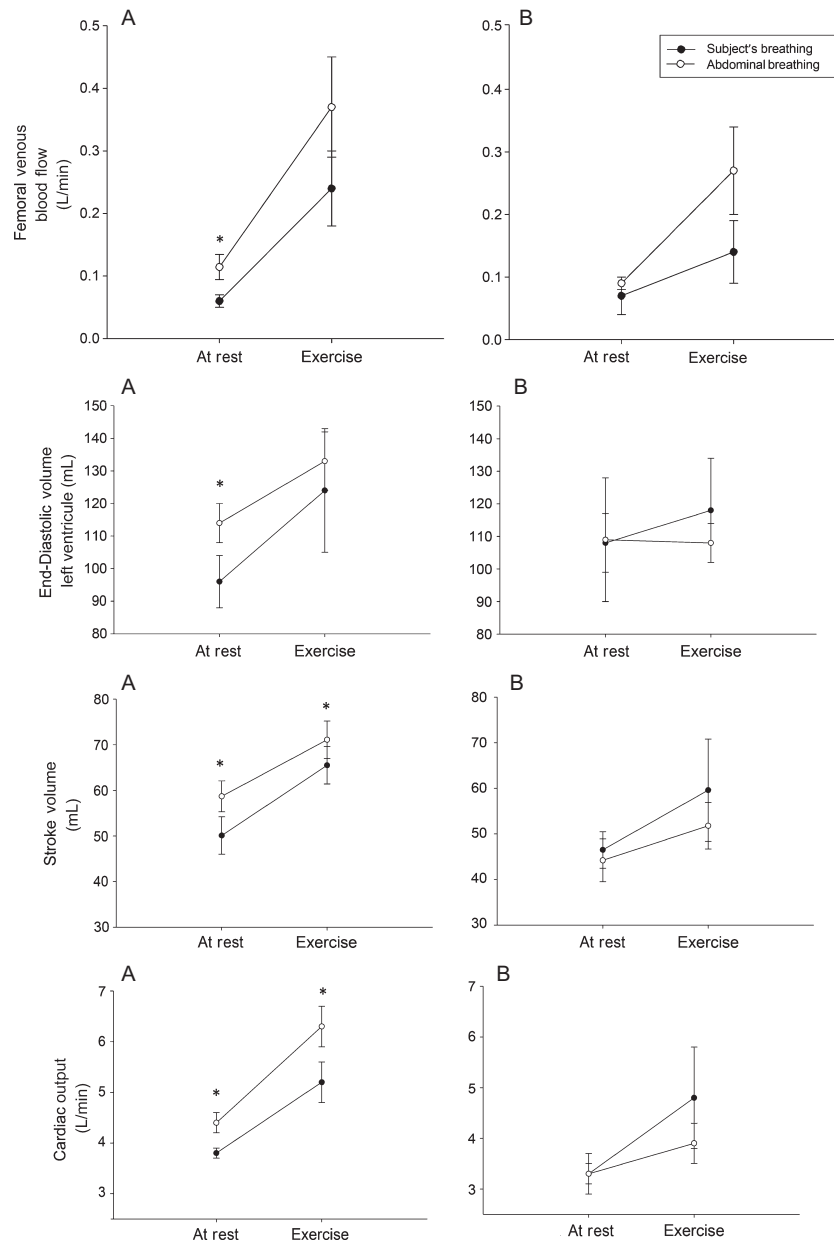 A
B
0.5
0.4
0.3
0.2
0.1
0.0
Femoral venous
blood flow
(L/min)
*
At rest
Exercise
0.5
0.4
0.3
0.2
0.1
0.0
Subject's breathing
Abdominal breathing
At rest
Exercise
A
B
150
140
130
120
110
100
90
80
End-Diastolic volume
left ventricule (mL)
*
At rest
Exercise
150
140
130
120
110
100
90
80
At rest
Exercise
A
B
80
70
60
50
40
30
Stroke volume
(mL)
*
*
At rest
Exercise
80
70
60
50
40
30
At rest
Exercise
A
B
7
6
5
4
3
Cardiac output
(L/min)
*
*
At rest
Exercise
7
6
5
4
3
At rest
Exercise